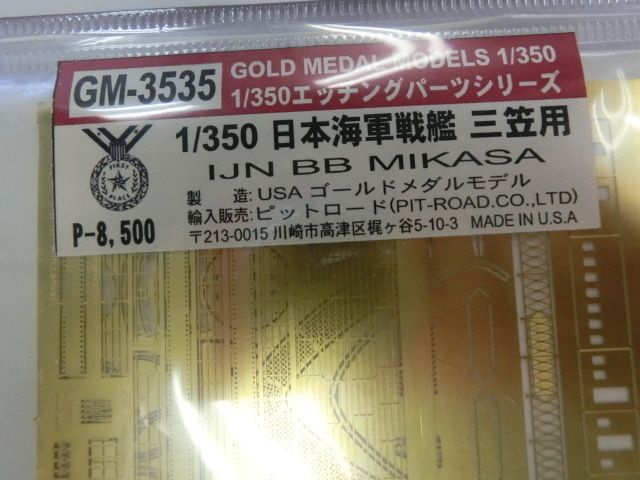 GM-3535
GOLD MEDAL MODELS 1/350
1/350エッチングパーツシリーズ
1/350 日本海軍戦艦 三笠用
IJN BB MIKASA
製 造: USA ゴールドメダルモデル
輸入販売: ピットロード(PIT-ROAD.CO.,LTD)
〒213-0015 川崎市高津区梶ヶ谷5-10-3 MADE IN U.S.A
FIRST
PLACE
P-8,500